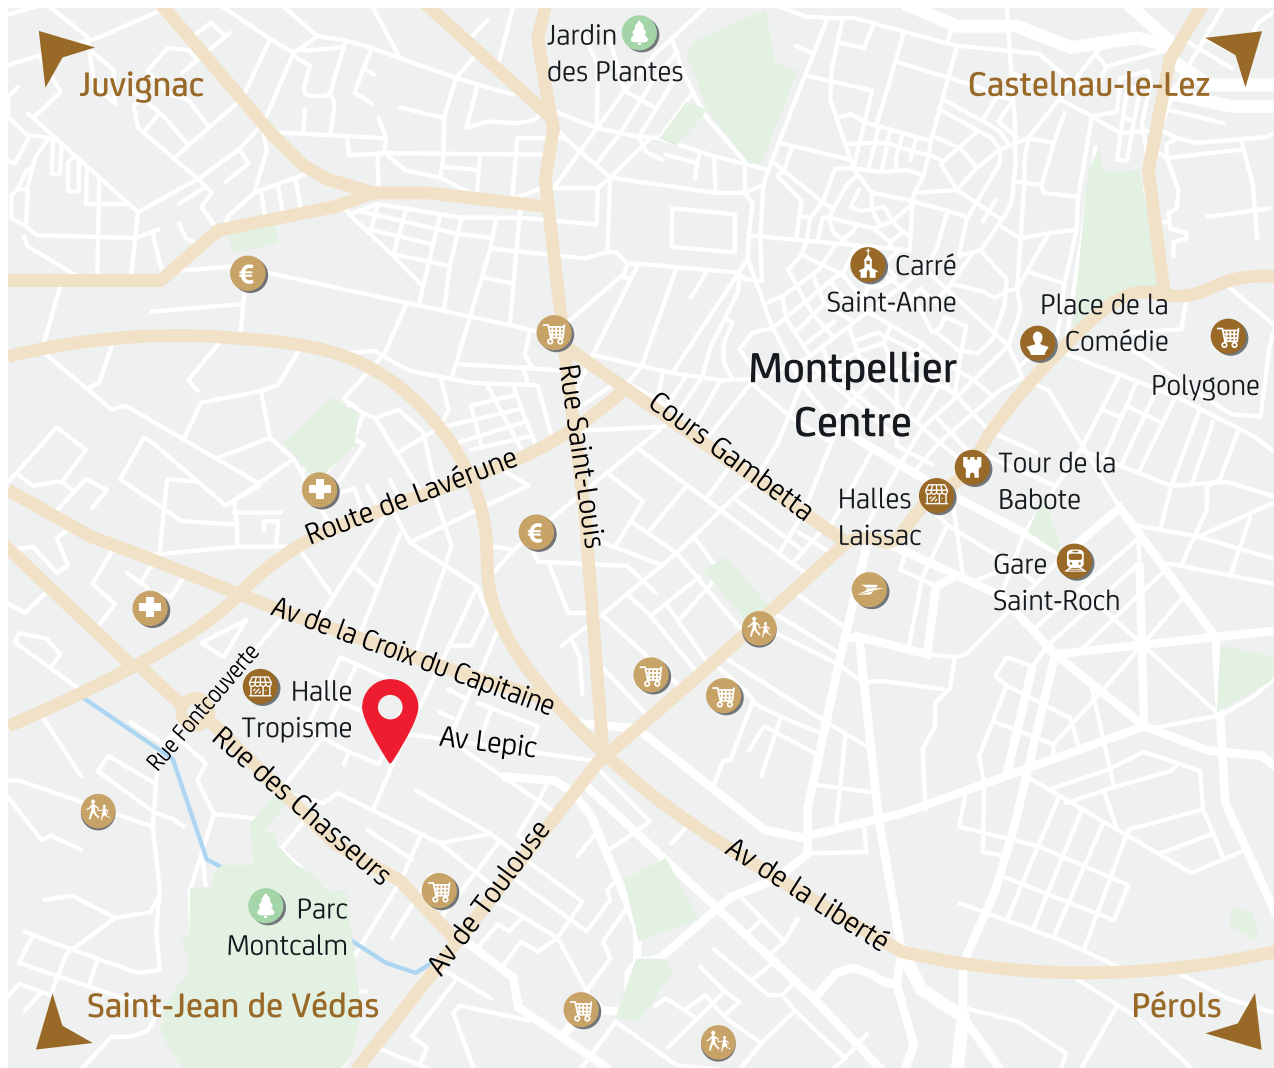 Jardin
des Plantes
Juvignac
Castelnau-le-Lez
Carré
Saint-Anne
Place de la
Comédie
Polygone
Montpellier
Centre
Rue Saint-Louis
Cours Gambetta
Route de Lavérune
Tour de la
Babote
Halles
Laissac
Gare
Saint-Roch
Av de la Croix du Capitaine
Rue Fontcouverte
Halle
Tropisme
Av Lepic
Rue des Chasseurs
Av de Toulouse
Av de la Liberté
Parc
Montcalm
Saint-Jean de Védas
Pérols